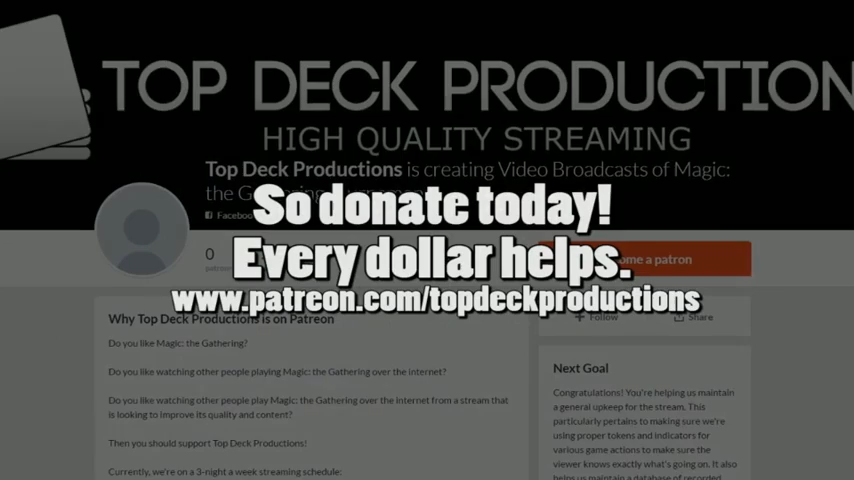 TOP DECK PRODUCTION
HIGH QUALITY STREAMING
Top Deck Productions is creating Video Broadcasts of Magic:
the
So donate today!
Facebo
0
Every dollar helps.
me a patron
www.patreon.com/topdeckproductions
Follow
Share
Why Top Deck Productions is on Patreon
Do you like Magic: the Gathering?
Do you like watching other people playing Magic: the Gathering over the internet?
Do you like watching other people play Magic: the Gathering over the internet from a stream that
is looking to improve its quality and content?
Then you should support Top Deck Productions!
Currently, we're on a 3-night a week streaming schedule:
Next Goal
Congratulations! You're helping us maintain
a general upkeep for the stream. This
particularly pertains to making sure we're
using proper tokens and indicators for
various game actions to make sure the
viewer knows exactly what's going on. It also
helps us maintain a database of recorded